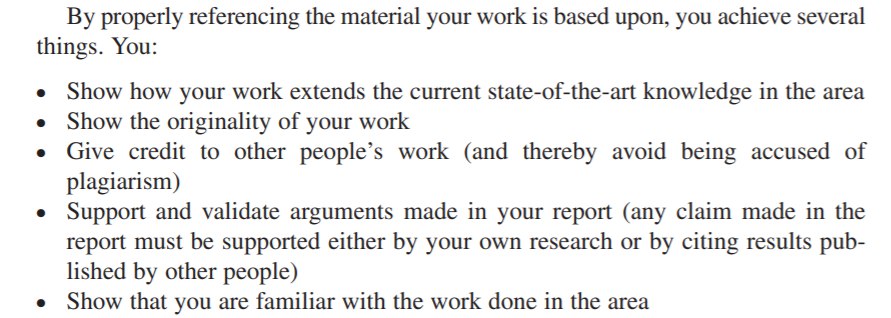 By properly referencing the material your work is based upon, you achieve several
things. You:
• Show how your work extends the current state-of-the-art knowledge in the area
• Show the originality of your work
• Give credit to other people’s work (and thereby avoid being accused of
plagiarism)
• Support and validate arguments made in your report (any claim made in the
report must be supported either by your own research or by citing results pub-
lished by other people)
• Show that you are familiar with the work done in the area